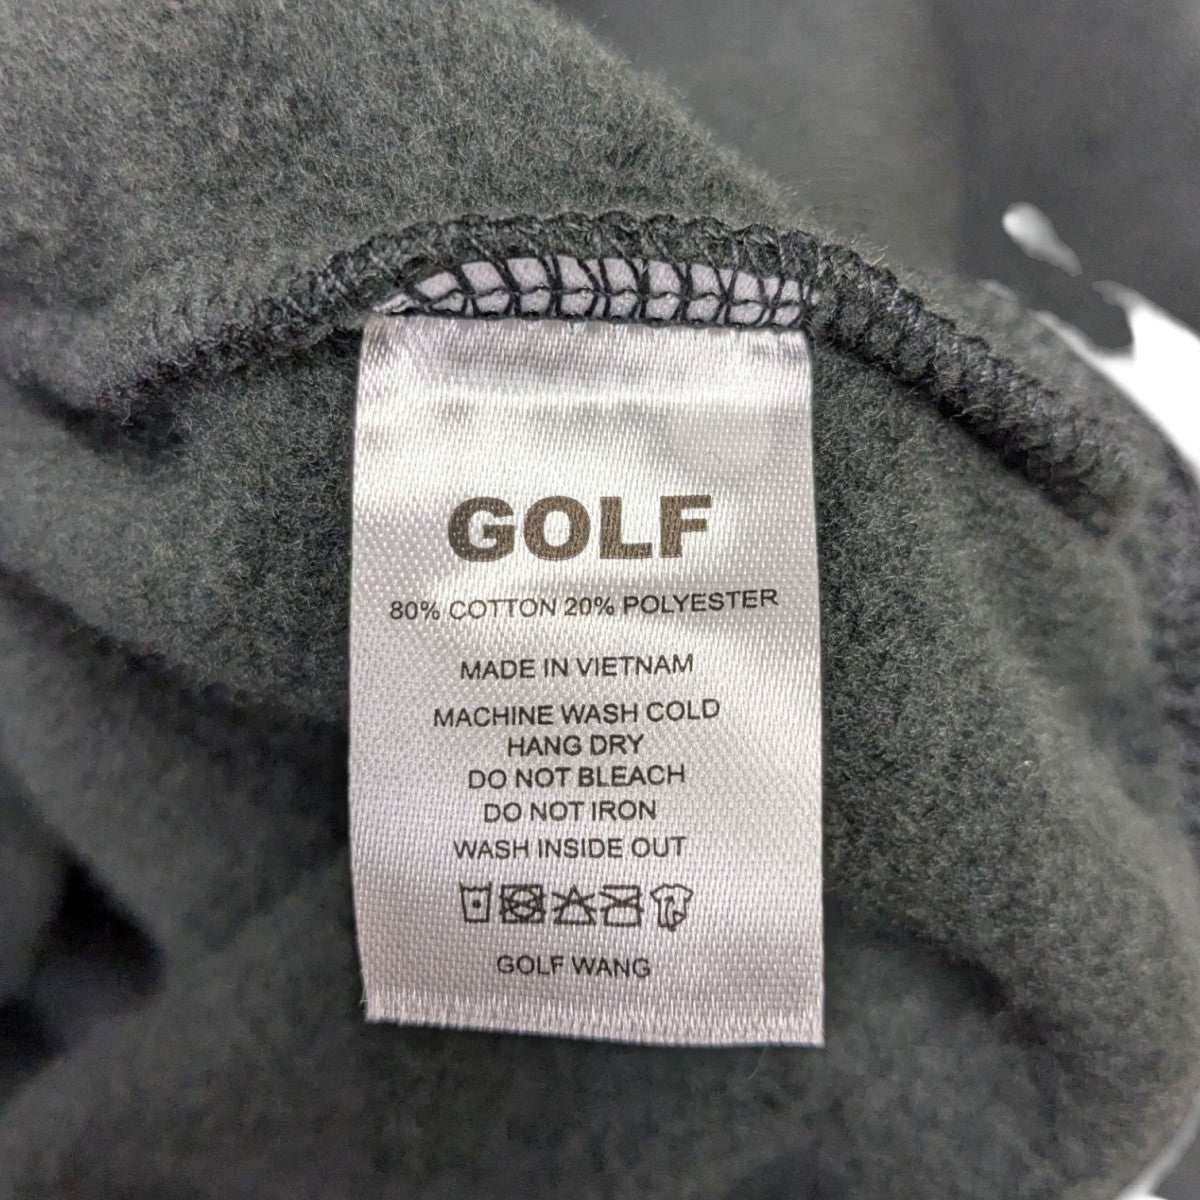 GOLF
80% COTTON 20% POLYESTER
MADE IN VIETNAM
MACHINE WASH COLD
HANG DRY
DO NOT BLEACH
DO NOT IRON
WASH INSIDE OUT
GOLF WANG